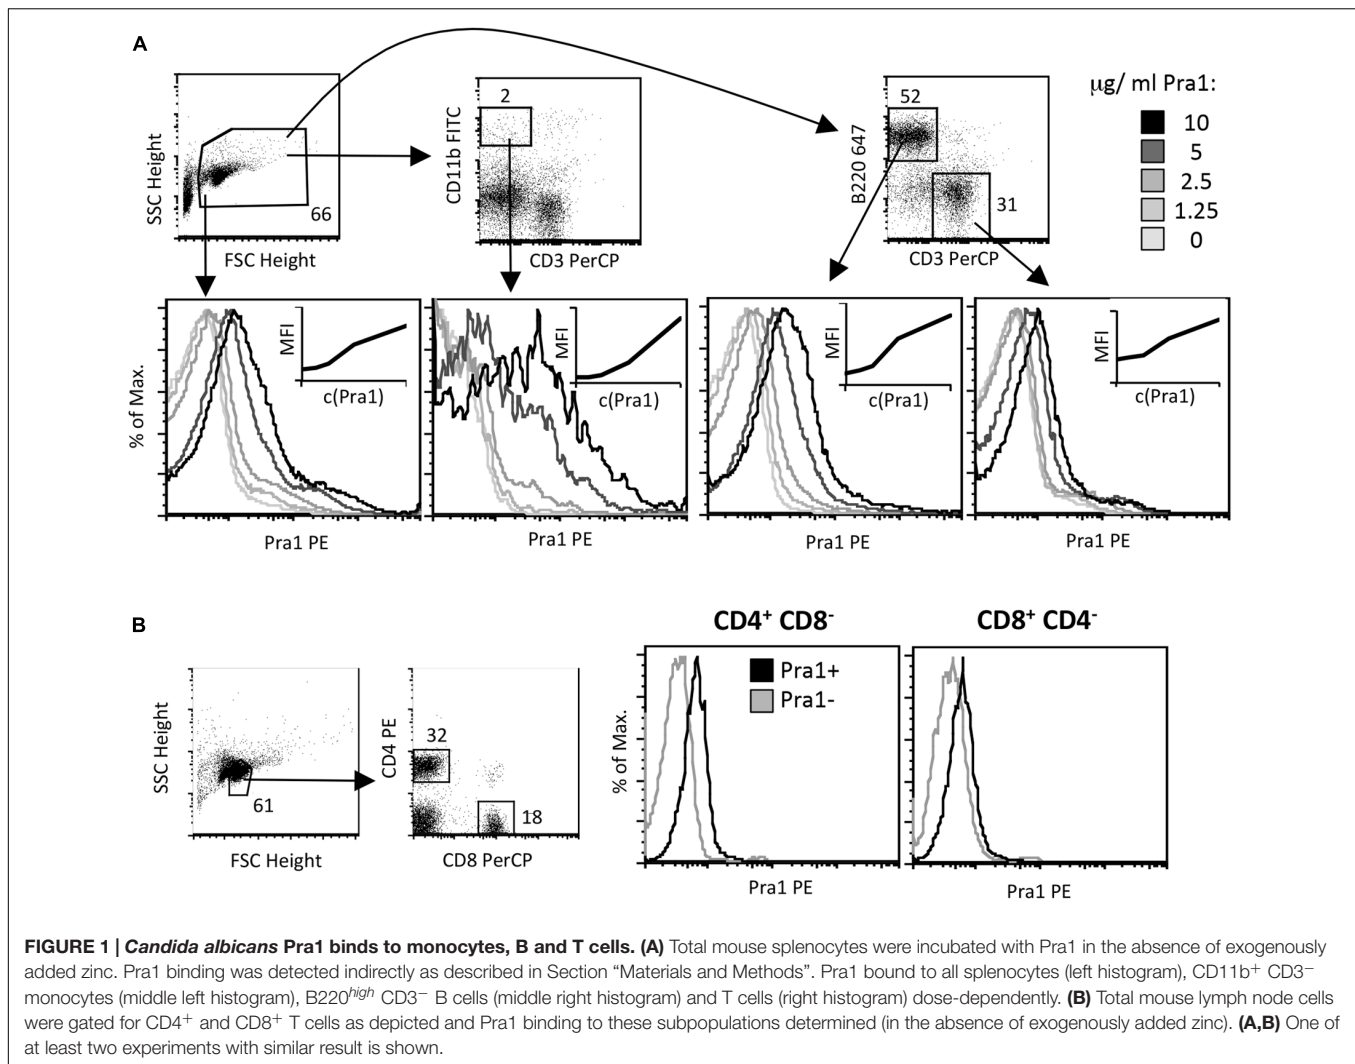 A
SSC Height
66
FSC Height
2
CD11b FITC
CD3 PerCP
52
B220 647
31
CD3 PerCP
µg/ ml Pra1:
10
5
2.5
1.25
0
% of Max.
MFI
c(Pra1)
Pra1 PE
MFI
c(Pra1)
Pra1 PE
MFI
c(Pra1)
Pra1 PE
MFI
c(Pra1)
Pra1 PE
B
SSC Height
61
FSC Height
CD4 PE
32
18
CD8 PerCP
CD4⁺ CD8⁻
Pra1+
Pra1-
% of Max.
Pra1 PE
CD8⁺ CD4⁻
Pra1 PE
FIGURE 1 | Candida albicans Pra1 binds to monocytes, B and T cells. (A) Total mouse splenocytes were incubated with Pra1 in the absence of exogenously
added zinc. Pra1 binding was detected indirectly as described in Section “Materials and Methods”. Pra1 bound to all splenocytes (left histogram), CD11b⁺ CD3⁻
monocytes (middle left histogram), B220ʰⁱᵍʰ CD3⁻ B cells (middle right histogram) and T cells (right histogram) dose-dependently. (B) Total mouse lymph node cells
were gated for CD4⁺ and CD8⁺ T cells as depicted and Pra1 binding to these subpopulations determined (in the absence of exogenously added zinc). (A,B) One of
at least two experiments with similar result is shown.